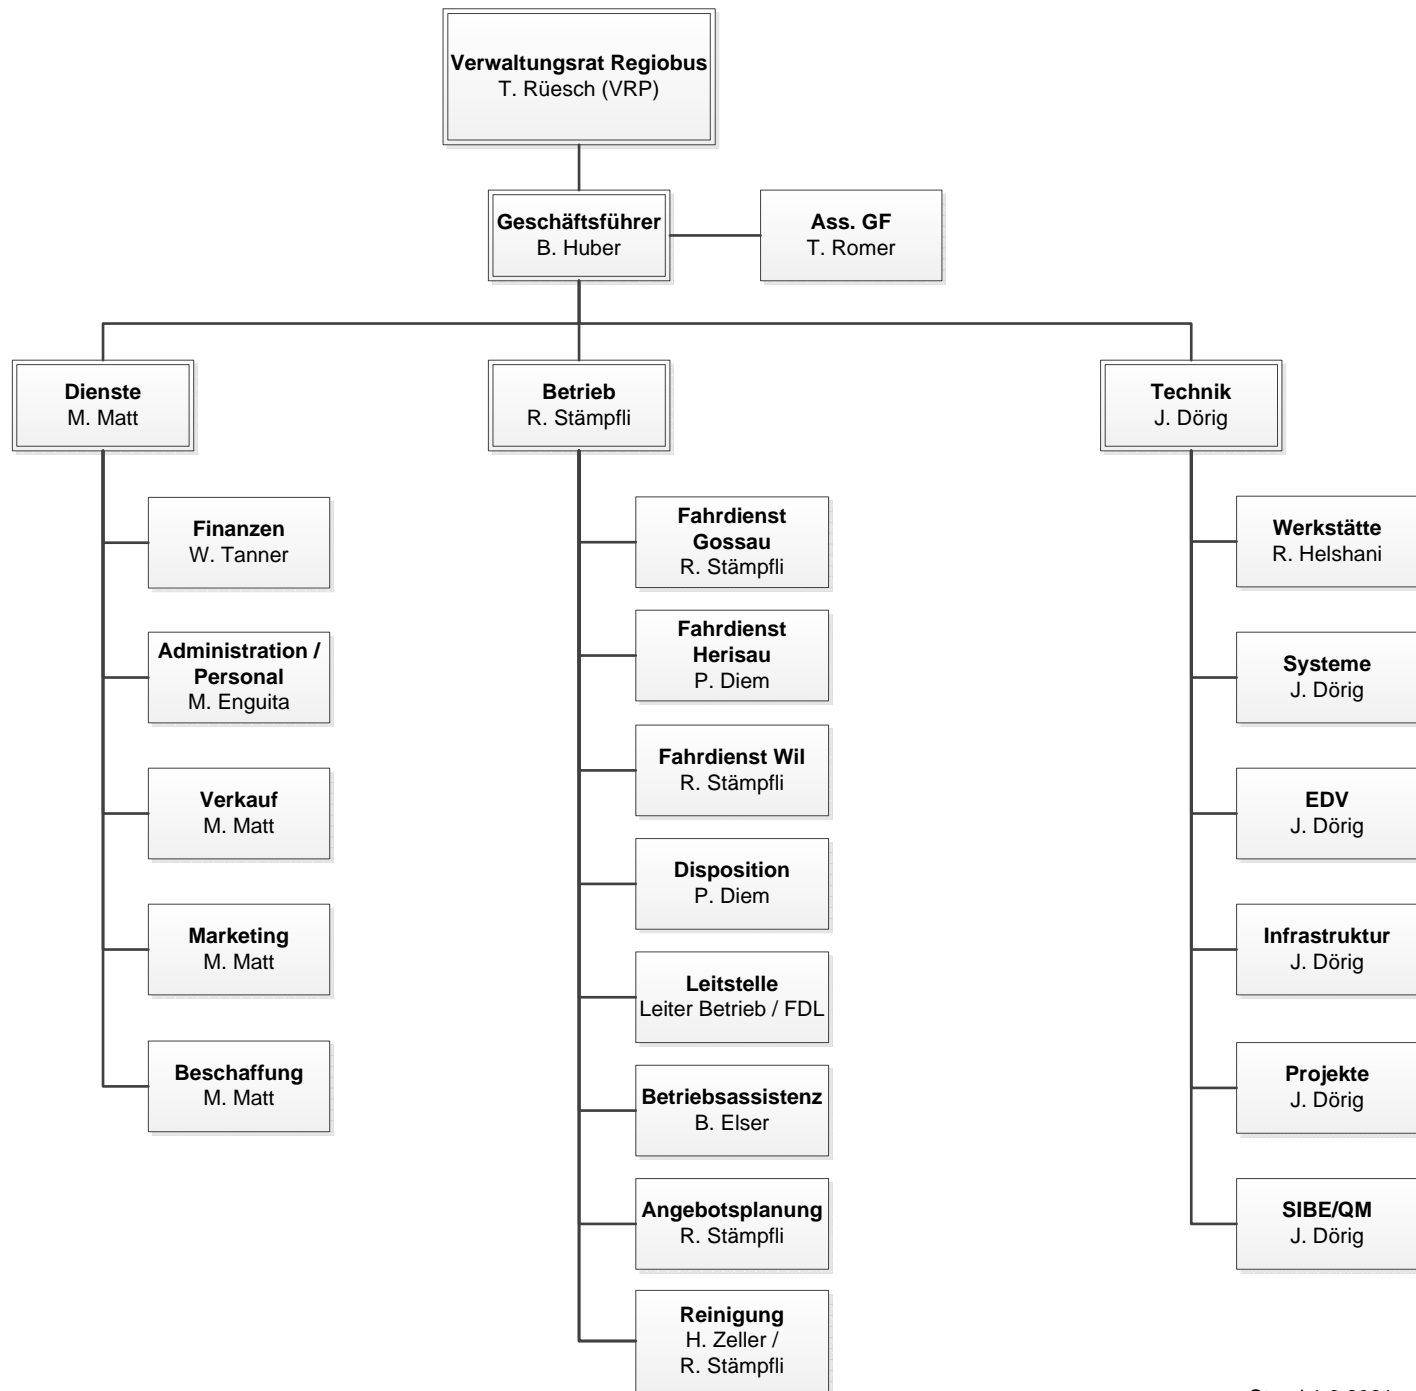 Verwaltungsrat Regiobus
T. Rüesch (VRP)
Geschäftsführer
B. Huber
Ass. GF
T. Romer
Dienste
M. Matt
Finanzen
W. Tanner
Administration /
Personal
M. Enguita
Verkauf
M. Matt
Marketing
M. Matt
Beschaffung
M. Matt
Betrieb
R. Stämpfli
Fahrdienst
Gossau
R. Stämpfli
Fahrdienst
Herisau
P. Diem
Fahrdienst Wil
R. Stämpfli
Disposition
P. Diem
Leitstelle
Leiter Betrieb / FDL
Betriebsassistenz
B. Elser
Angebotsplanung
R. Stämpfli
Reinigung
H. Zeller /
R. Stämpfli
Technik
J. Dörig
Werkstätte
R. Helshani
Systeme
J. Dörig
EDV
J. Dörig
Infrastruktur
J. Dörig
Projekte
J. Dörig
SIBE/QM
J. Dörig